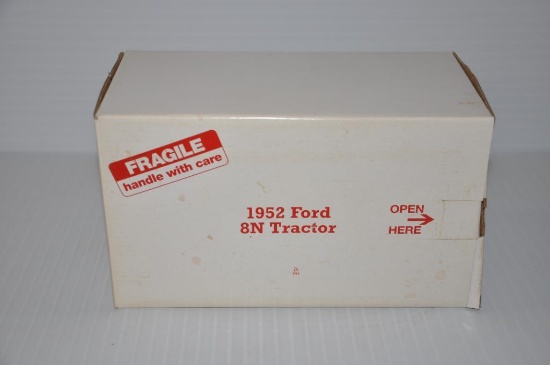 FRAGILE
handle with care
1952 Ford
8N Tractor
OPEN
HERE